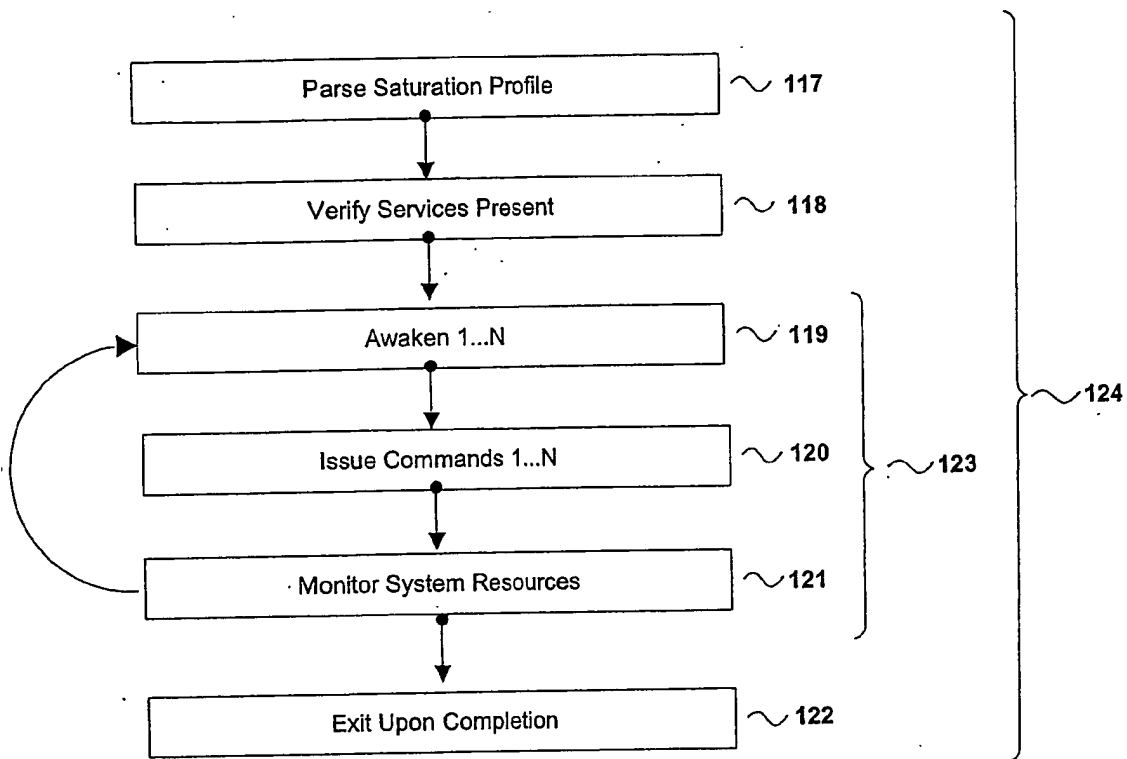 Parse Saturation Profile 117
Verify Services Present 118
Awaken 1...N 119
124
Issue Commands 1...N 120
123
Monitor System Resources 121
Exit Upon Completion 122